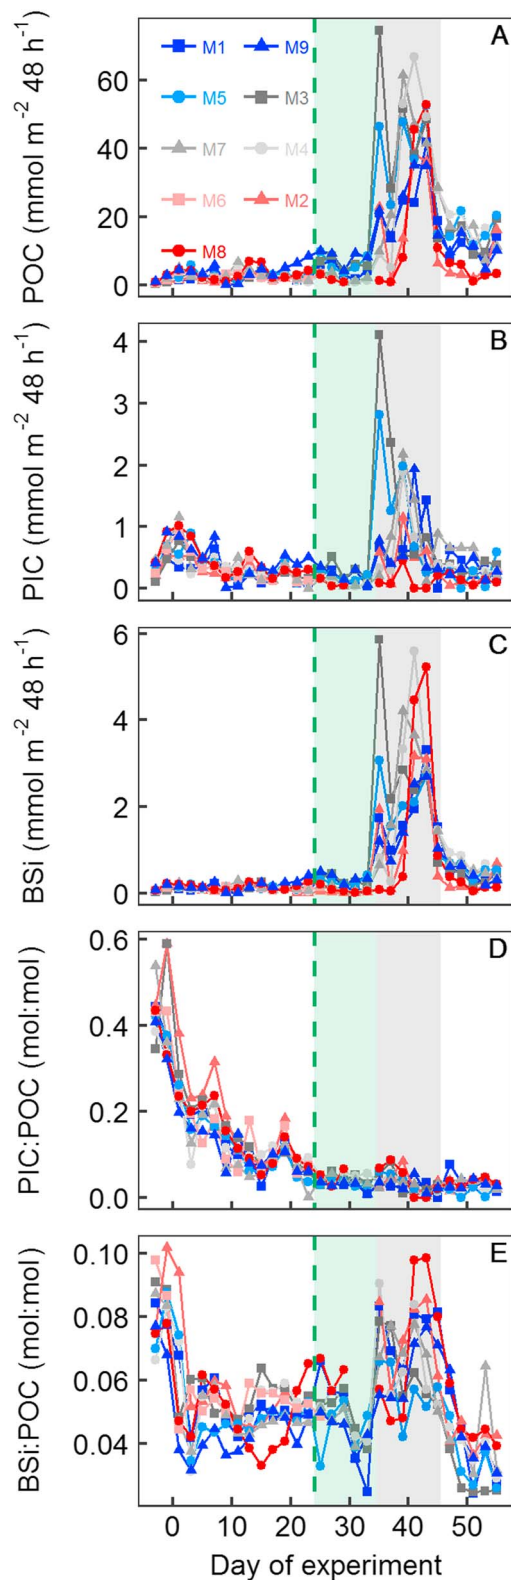 A
M1 M9
M5 M3
M7 M4
M6 M2
M8
POC (mmol m⁻² 48 h⁻¹)
60
40
20
0
B
PIC (mmol m⁻² 48 h⁻¹)
4
3
2
1
0
C
BSi (mmol m⁻² 48 h⁻¹)
6
4
2
0
D
PIC:POC (mol:mol)
0.6
0.4
0.2
0.0
E
BSi:POC (mol:mol)
0.10
0.08
0.06
0.04
0 10 20 30 40 50
Day of experiment